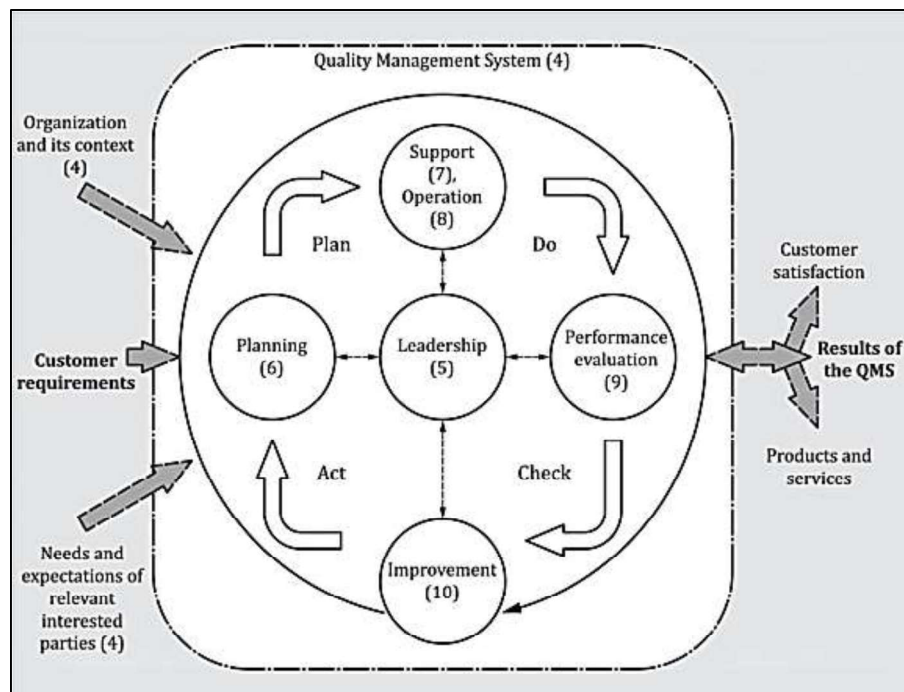 Quality Management System (4)
Organization
and its context
(4)
Support
(7),
Operation
(8)
Plan
Do
Customer
satisfaction
Customer
requirements
Planning
(6)
Leadership
(5)
Performance
evaluation
(9)
Results of
the QMS
Act
Check
Products and
services
Needs and
expectations of
relevant
interested
parties (4)
Improvement
(10)